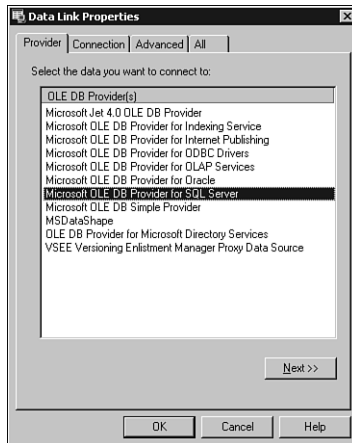 Data Link Properties
Provider Connection Advanced All
Select the data you want to connect to:
OLE DB Provider(s)
Microsoft Jet 4.0 OLE DB Provider
Microsoft OLE DB Provider for Indexing Service
Microsoft OLE DB Provider for Internet Publishing
Microsoft OLE DB Provider for ODBC Drivers
Microsoft OLE DB Provider for OLAP Services
Microsoft OLE DB Provider for Oracle
Microsoft OLE DB Provider for SQL Server
Microsoft OLE DB Simple Provider
MSDataShape
OLE DB Provider for Microsoft Directory Services
VSEE Versioning Enlistment Manager Proxy Data Source
Next >>
OK Cancel Help